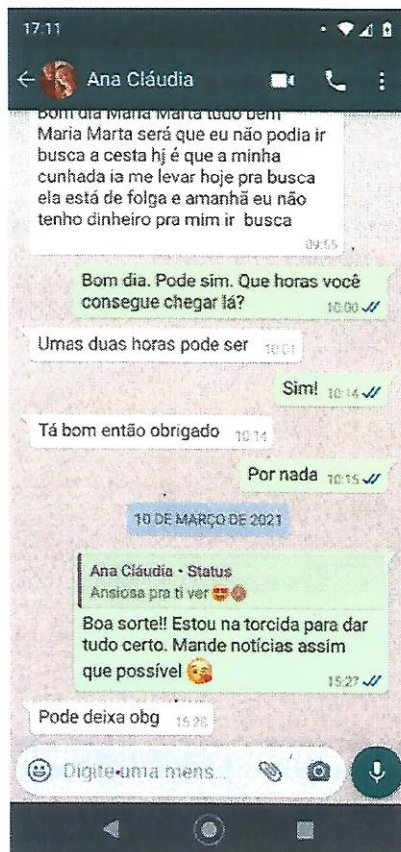 17:11
Ana Cláudia
Bom dia Maria Marta tudo bem
Maria Marta será que eu não podia ir
busca a cesta hj é que a minha
cunhada ia me levar hoje pra busca
ela está de folga e amanhã eu não
tenho dinheiro pra mim ir busca
09:55
Bom dia. Pode sim. Que horas você
consegue chegar lá?
10:00
Umas duas horas pode ser 10:01
Sim! 10:14
Tá bom então obrigado 10:14
Por nada 10:15
10 DE MARÇO DE 2021
Ana Cláudia • Status
Ansiosa pra ti ver
Boa sorte!! Estou na torcida para dar
tudo certo. Mande notícias assim
que possível
15:27
Pode deixa obg 15:28
Digite uma mens...